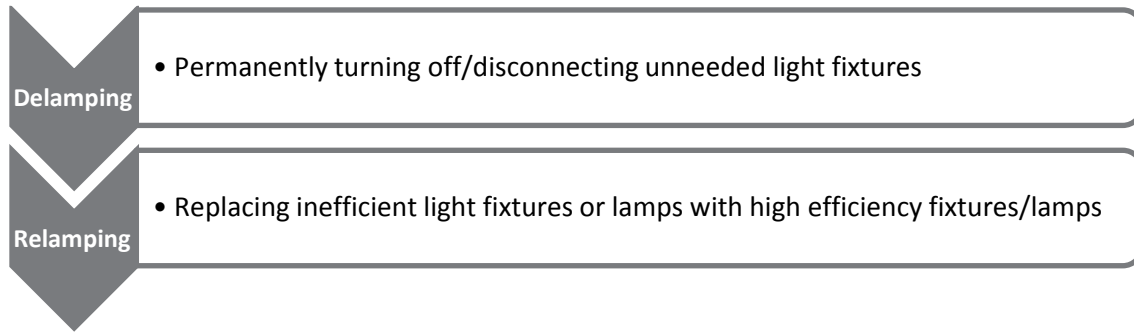 Delamping
• Permanently turning off/disconnecting unneeded light fixtures
Relamping
• Replacing inefficient light fixtures or lamps with high efficiency fixtures/lamps